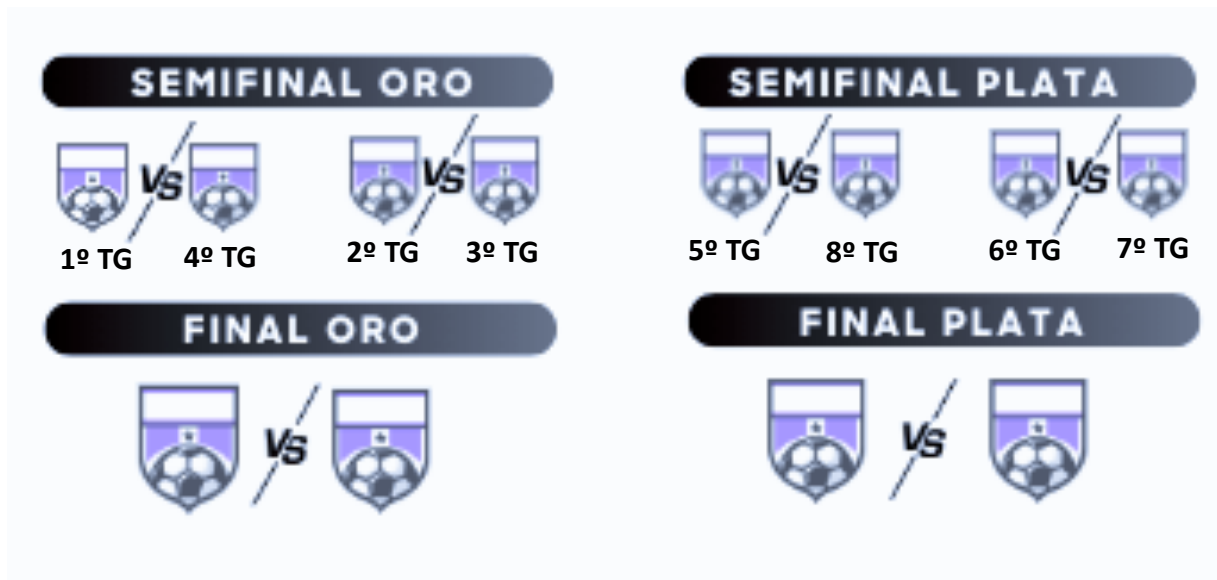 SEMIFINAL ORO
VS
VS
1º TG
4º TG
2º TG
3º TG
FINAL ORO
VS
SEMIFINAL PLATA
VS
VS
5º TG
8º TG
6º TG
7º TG
FINAL PLATA
VS